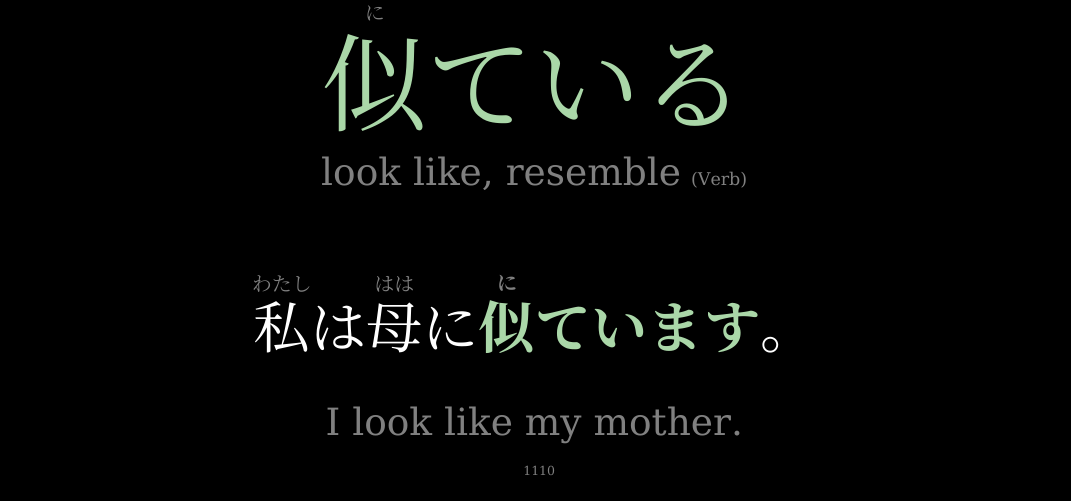 に
似ている
look like, resemble (Verb)
わたし はは に
私は母に似ています。
I look like my mother.
1110